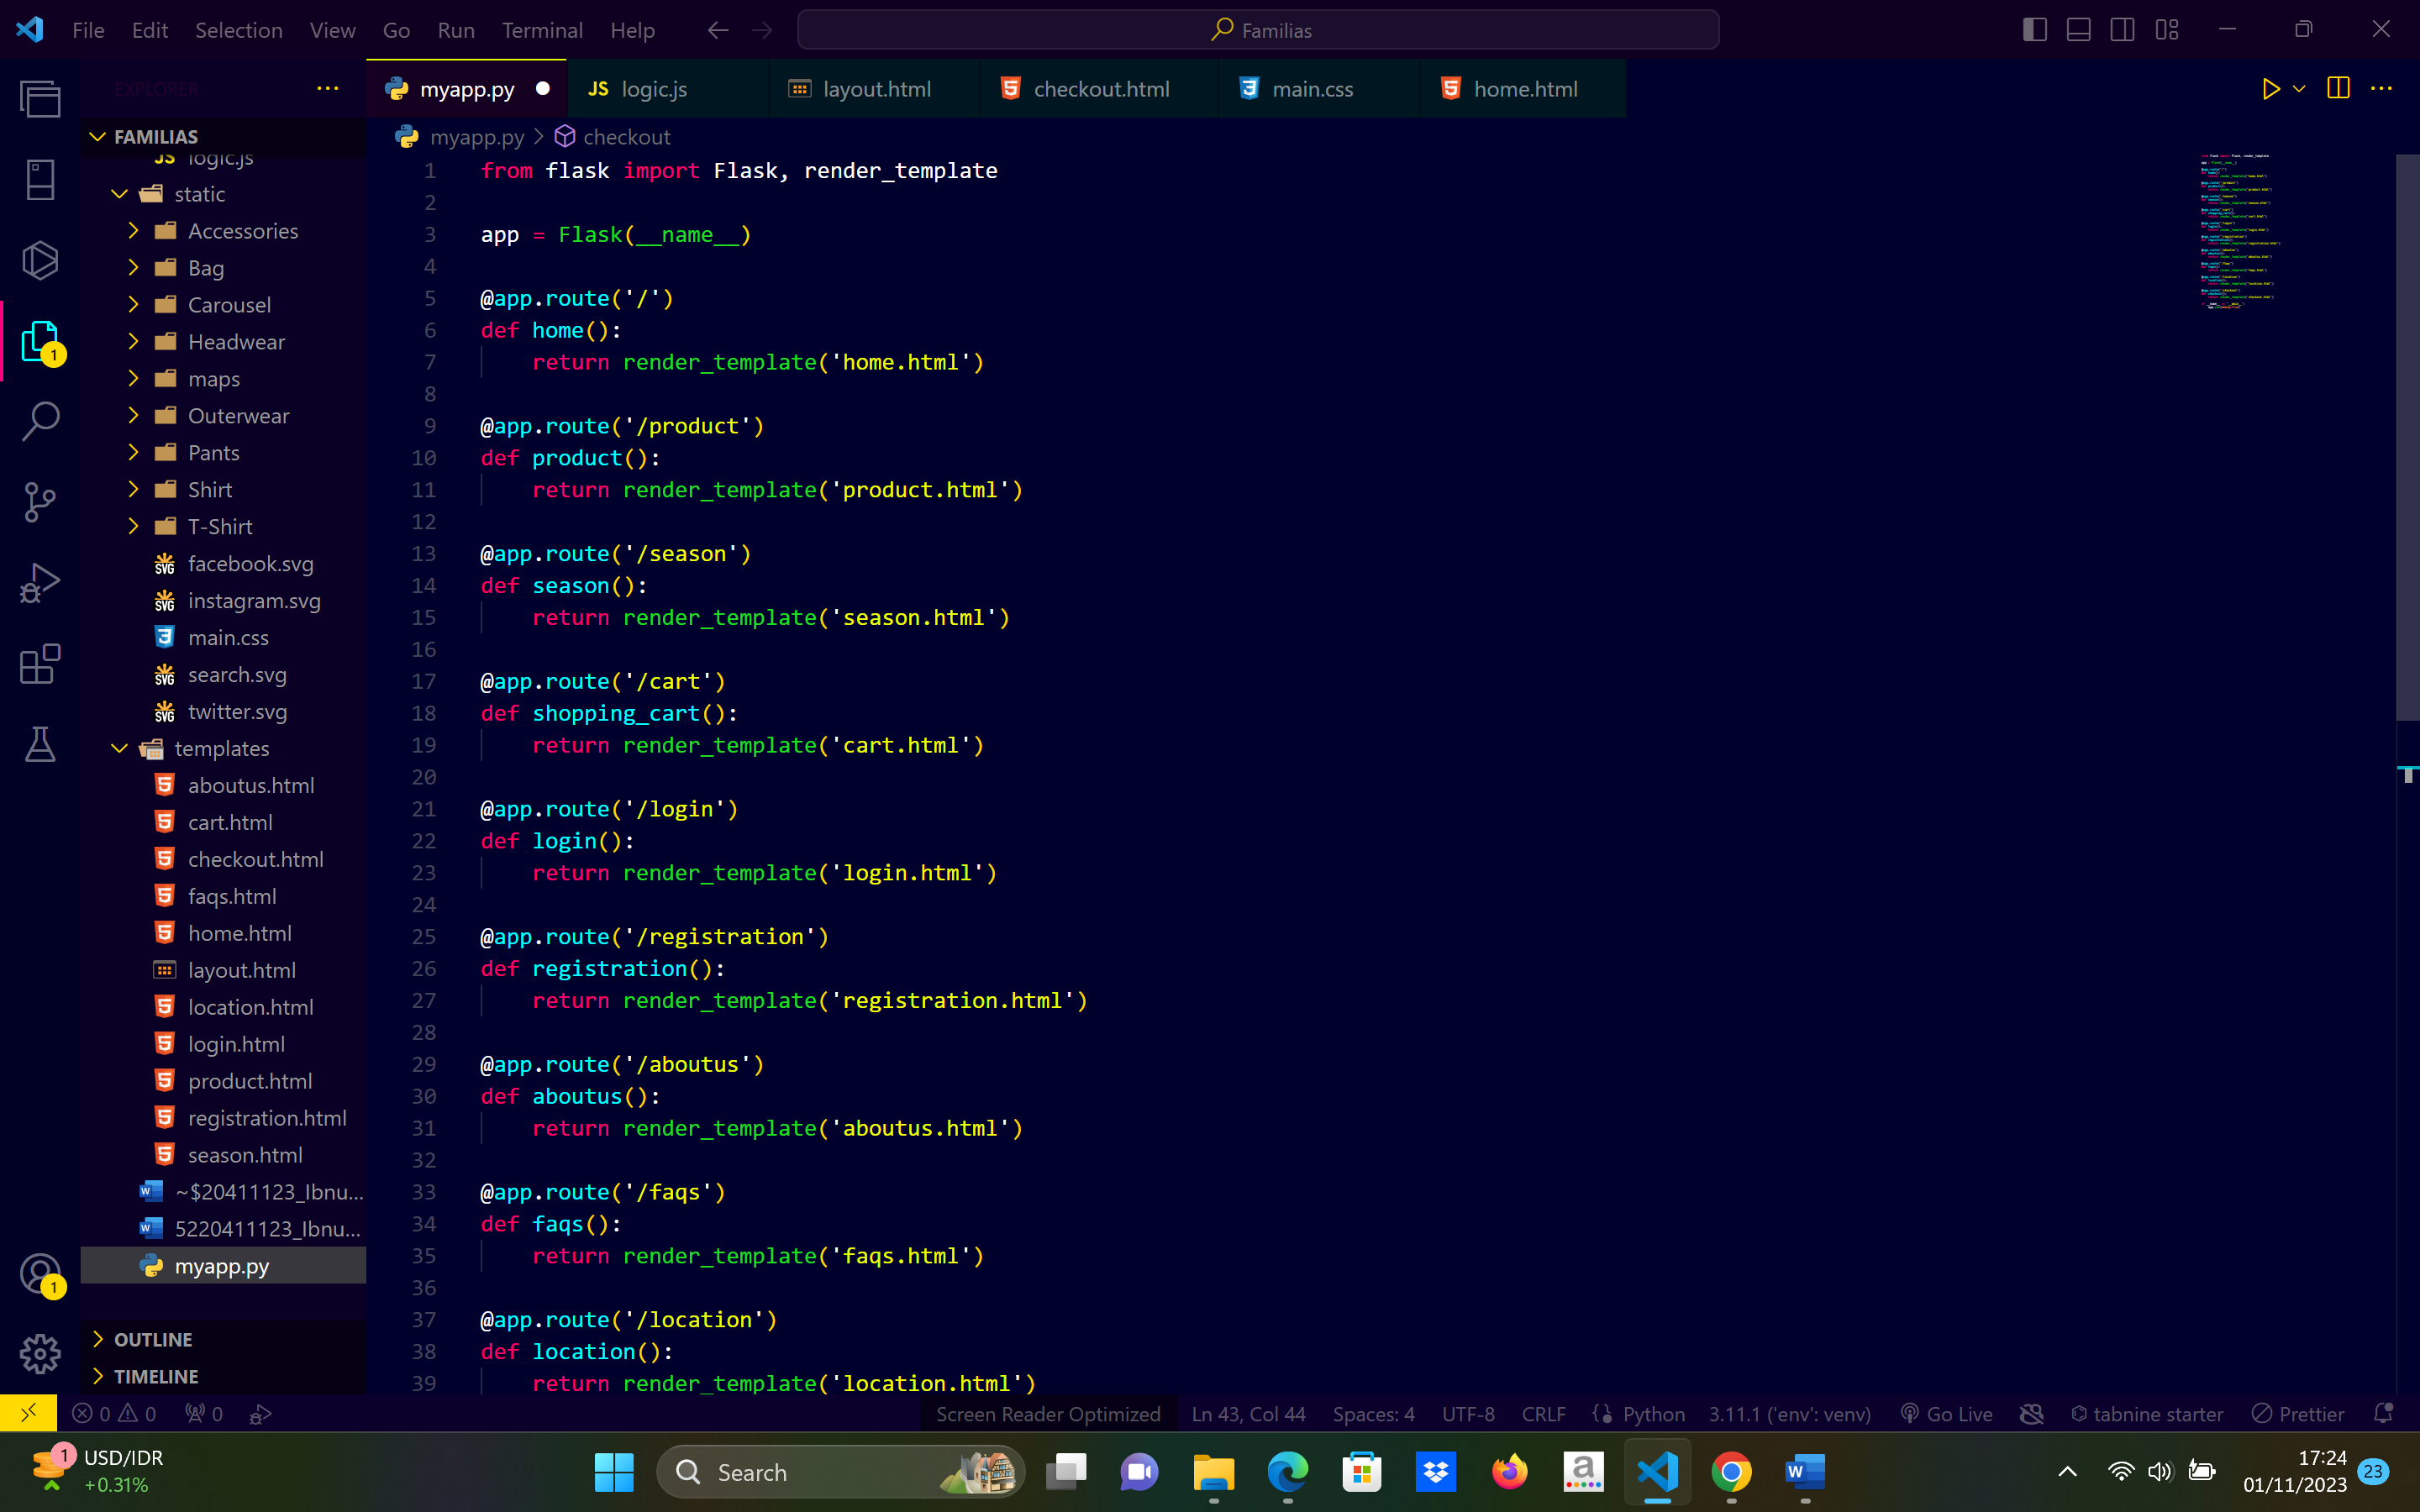 File Edit Selection View Go Run Terminal Help
Familias
EXPLORER
myapp.py
JS logic.js
layout.html
checkout.html
main.css
home.html
FAMILIAS
JS logic.js
static
Accessories
Bag
Carousel
Headwear
maps
Outerwear
Pants
Shirt
T-Shirt
facebook.svg
instagram.svg
main.css
search.svg
twitter.svg
templates
aboutus.html
cart.html
checkout.html
faqs.html
home.html
layout.html
location.html
login.html
product.html
registration.html
season.html
~$20411123_Ibnu...
5220411123_Ibnu...
myapp.py
OUTLINE
TIMELINE
myapp.py > checkout
1 from flask import Flask, render_template
2
3 app = Flask(__name__)
4
5 @app.route('/')
6 def home():
7 return render_template('home.html')
8
9 @app.route('/product')
10 def product():
11 return render_template('product.html')
12
13 @app.route('/season')
14 def season():
15 return render_template('season.html')
16
17 @app.route('/cart')
18 def shopping_cart():
19 return render_template('cart.html')
20
21 @app.route('/login')
22 def login():
23 return render_template('login.html')
24
25 @app.route('/registration')
26 def registration():
27 return render_template('registration.html')
28
29 @app.route('/aboutus')
30 def aboutus():
31 return render_template('aboutus.html')
32
33 @app.route('/faqs')
34 def faqs():
35 return render_template('faqs.html')
36
37 @app.route('/location')
38 def location():
39 return render_template('location.html')
1
1
0 0 0
Screen Reader Optimized Ln 43, Col 44 Spaces: 4 UTF-8 CRLF Python 3.11.1 ('env': venv) Go Live tabnine starter Prettier
1 USD/IDR
+0.31%
Search
17:24
01/11/2023
23